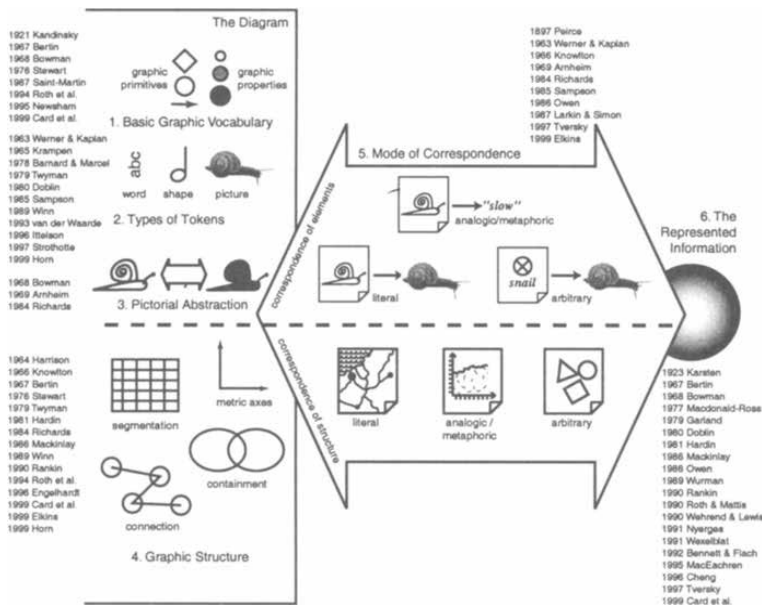 The Diagram
1921 Kandinsky
1967 Bertin
1968 Bowman
1976 Stewart
1987 Saint-Martin
1994 Roth et al.
1995 Newsham
1999 Card et al.
graphic
primitives
graphic
properties
1. Basic Graphic Vocabulary
1963 Werner & Kaplan
1965 Krampen
1978 Barnard & Marcel
1979 Twyman
1980 Doblin
1985 Sampson
1989 Winn
1993 van der Waarde
1996 Ittelson
1997 Strothotte
1999 Horn
abc
word
shape
picture
2. Types of Tokens
1968 Bowman
1969 Arnheim
1984 Richards
3. Pictorial Abstraction
1964 Harrison
1966 Knowlton
1967 Bertin
1976 Stewart
1979 Twyman
1981 Hardin
1984 Richards
1986 Mackinlay
1989 Winn
1990 Rankin
1994 Roth et al.
1996 Engelhardt
1999 Card et al.
1999 Elkins
1999 Horn
segmentation
metric axes
containment
connection
4. Graphic Structure
1897 Peirce
1963 Werner & Kaplan
1966 Knowlton
1969 Arnheim
1984 Richards
1985 Sampson
1986 Owen
1987 Larkin & Simon
1997 Tversky
1999 Elkins
5. Mode of Correspondence
correspondence of elements
"slow"
analogic/metaphoric
literal
snail
arbitrary
correspondence of structure
literal
analogic /
metaphoric
arbitrary
6. The
Represented
Information
1923 Karsten
1967 Bertin
1968 Bowman
1977 Macdonald-Ross
1979 Garland
1980 Doblin
1981 Hardin
1986 Mackinlay
1986 Owen
1989 Wurman
1990 Rankin
1990 Roth & Mattis
1990 Wehrend & Lewis
1991 Nyerges
1991 Wexelblat
1992 Bennett & Flach
1995 MacEachren
1996 Cheng
1997 Tversky
1999 Card et al.